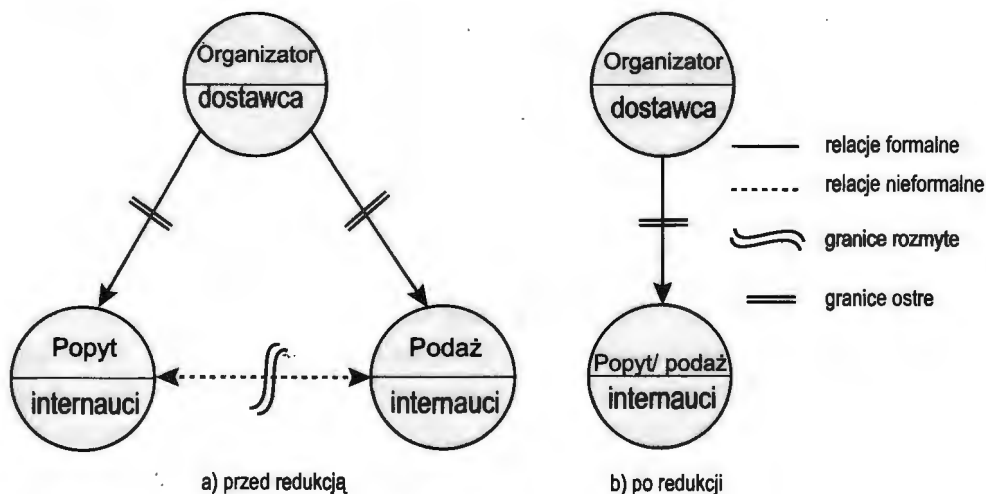 Organizator
dostawca
Popyt
internauci
Podaż
internauci
a) przed redukcją
Organizator
dostawca
Popyt/ podaż
internauci
b) po redukcji
relacje formalne
relacje nieformalne
granice rozmyte
granice ostre